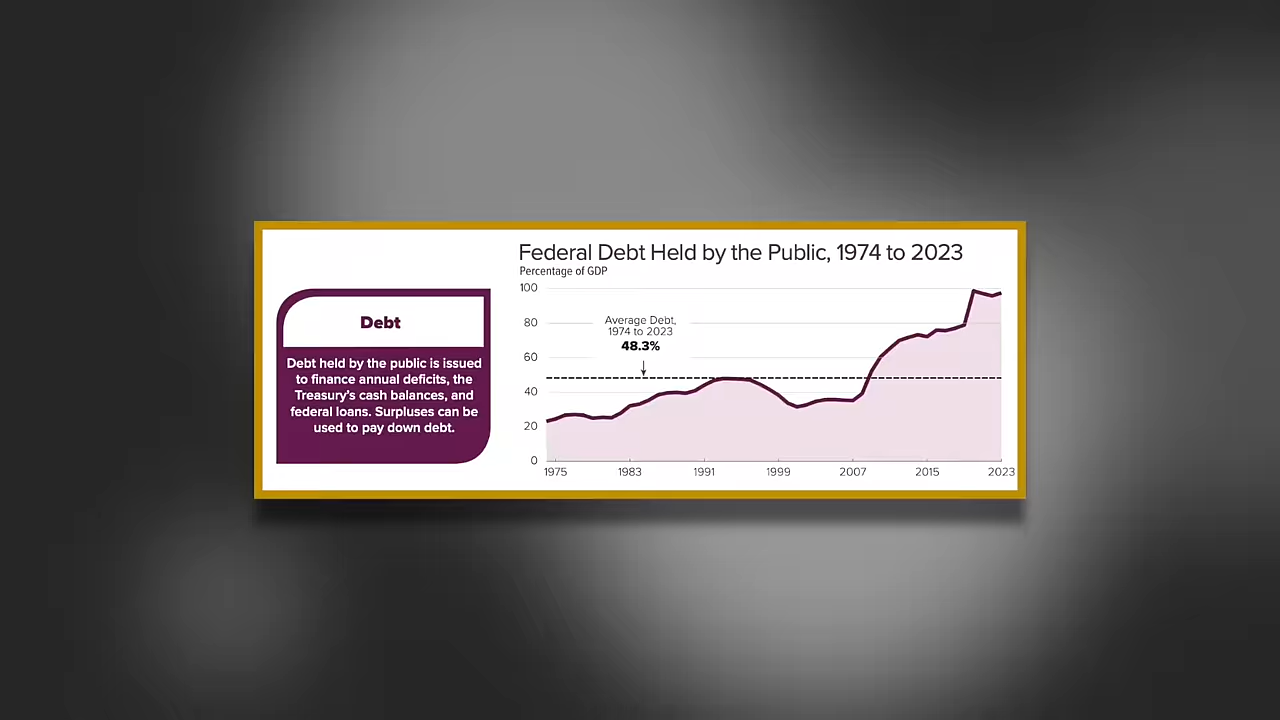 Debt
Debt held by the public is issued
to finance annual deficits, the
Treasury's cash balances, and
federal loans. Surpluses can be
used to pay down debt.
Federal Debt Held by the Public, 1974 to 2023
Percentage of GDP
100
80
60
40
20
0
Average Debt,
1974 to 2023
48.3%
1975 1983 1991 1999 2007 2015 2023